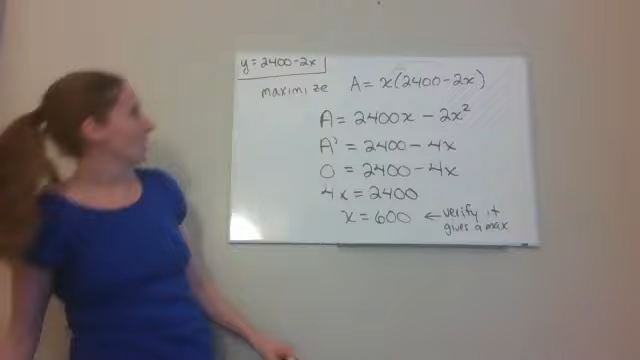 y = 2400 - 2x
maximize A = x(2400 - 2x)
A = 2400x - 2x²
A' = 2400 - 4x
0 = 2400 - 4x
4x = 2400
x = 600 ← verify it
gives a max